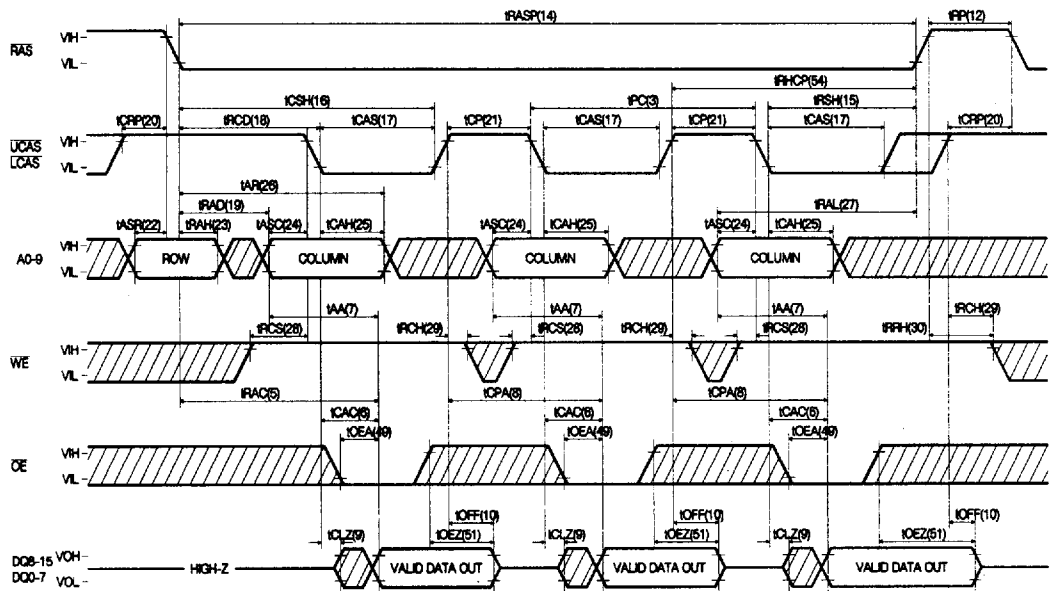 tRASP(14) tRP(12)
RAS VIH VIL
tRHCP(54)
tCSH(16) tPC(3) tRSH(15)
tCRP(20) tRCD(18) tCAS(17) tCP(21) tCAS(17) tCP(21) tCAS(17) tCRP(20)
UCAS LCAS VIH VIL
tAR(26)
tRAD(19) tRAL(27)
tASR(22) tRAH(23) tASC(24) tCAH(25) tASC(24) tCAH(25) tASC(24) tCAH(25)
A0-9 VIH VIL ROW COLUMN COLUMN COLUMN
tAA(7) tAA(7) tAA(7)
tRCS(28) tRCH(29) tRCS(28) tRCH(29) tRCS(28) tRRH(30) tRCH(29)
WE VIH VIL
tRAC(5) tCPA(8) tCPA(8)
tCAC(6) tCAC(6) tCAC(6)
tOEA(49) tOEA(49) tOEA(49)
OE VIH VIL
tOFF(10) tOFF(10) tOFF(10)
tCLZ(9) tOEZ(51) tCLZ(9) tOEZ(51) tCLZ(9) tOEZ(51)
DQ8-15 VOH
DQ0-7 VOL
HIGH-Z VALID DATA OUT VALID DATA OUT VALID DATA OUT